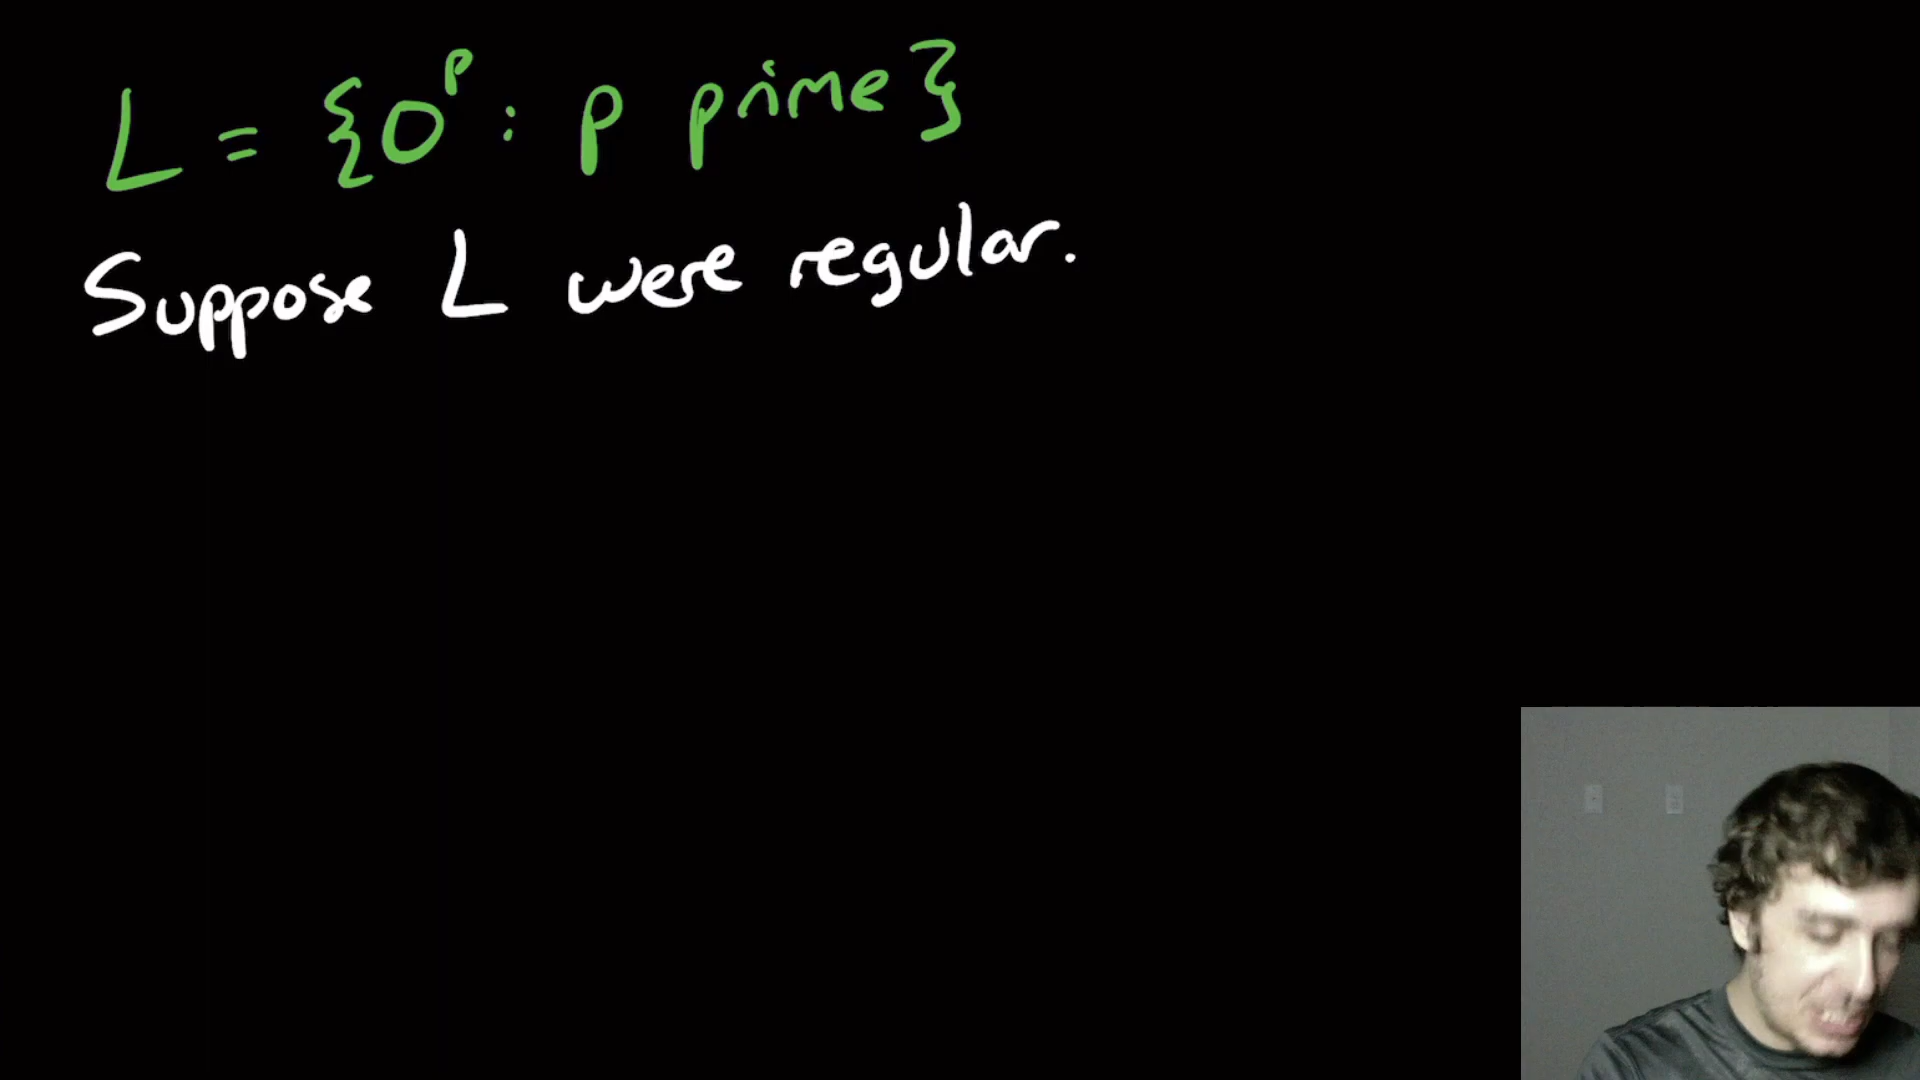 L = {0^p : p prime}
Suppose L were regular.